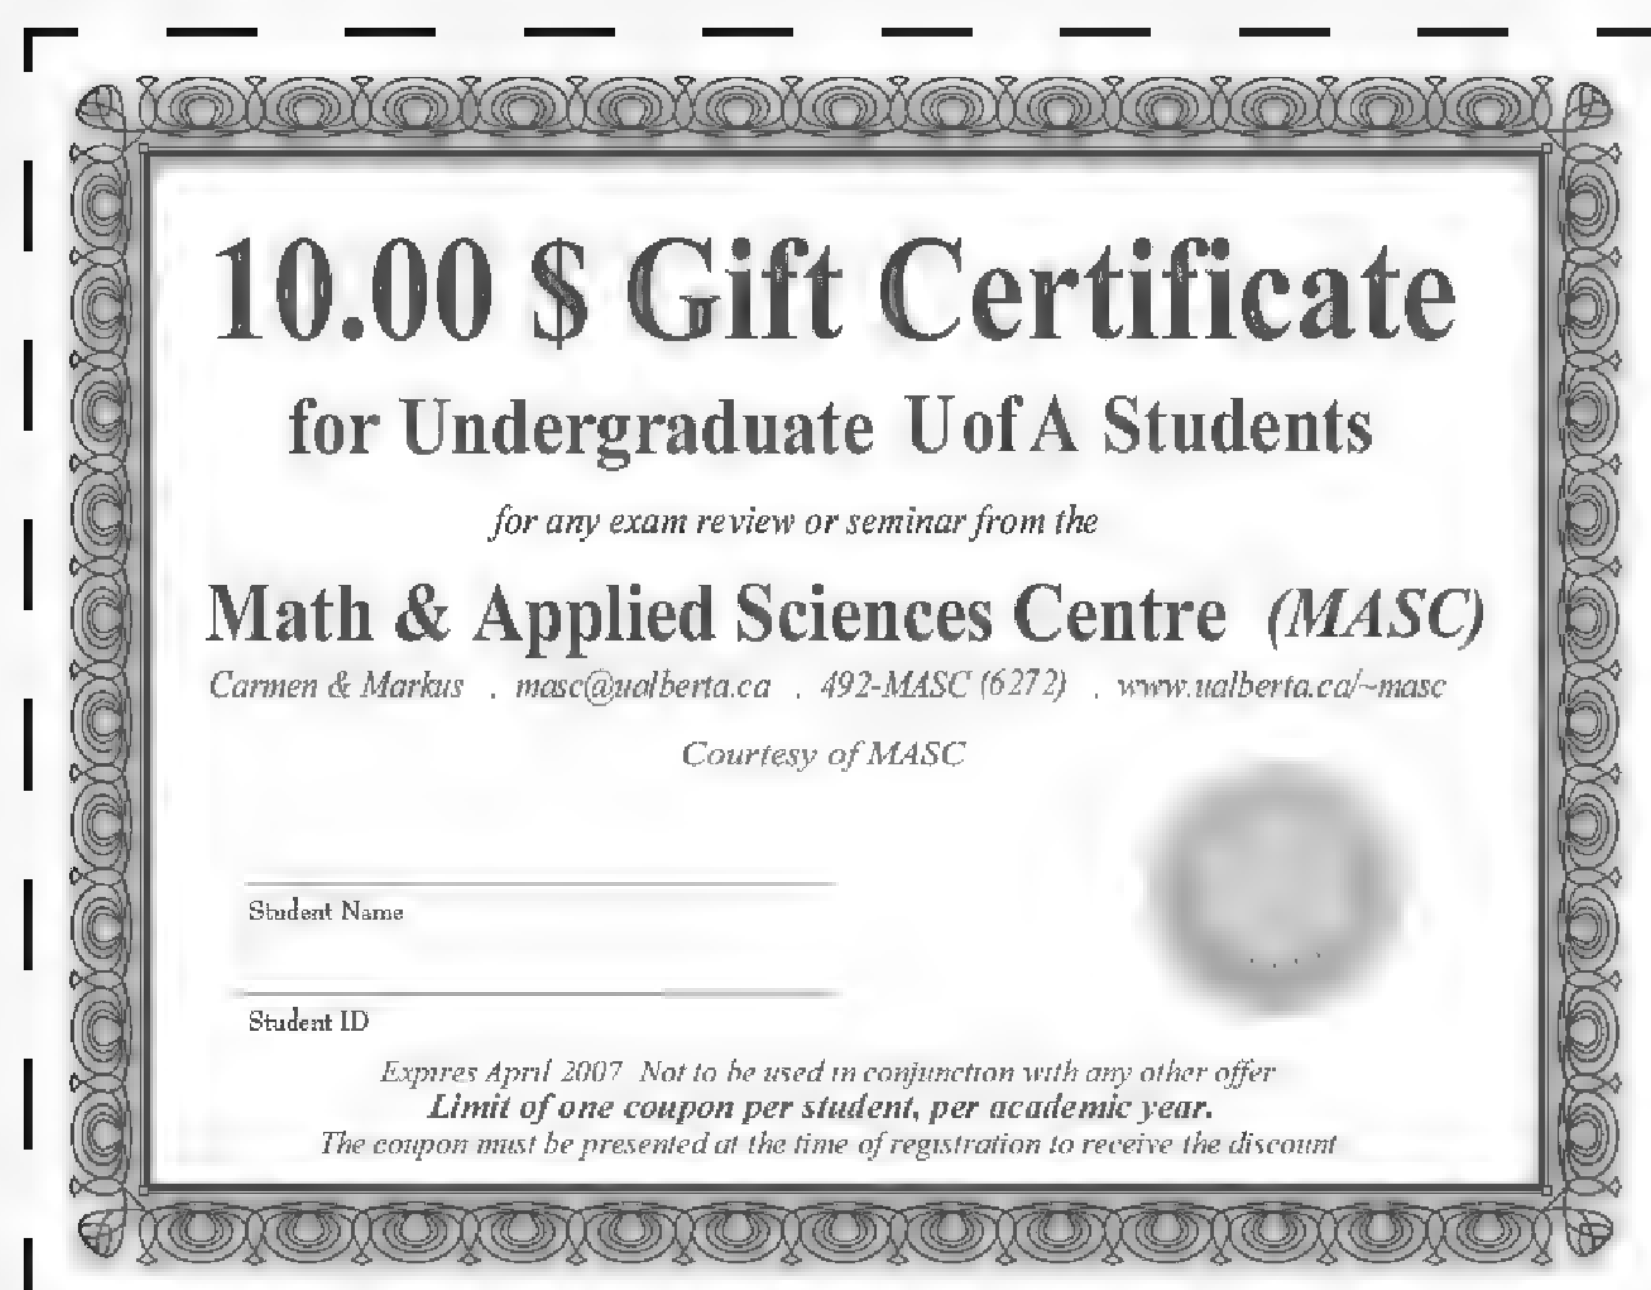 10.00 $ Gift Certificate
for Undergraduate UofA Students
for any exam review or seminar from the
Math & Applied Sciences Centre (MASC)
Carmen & Markus . masc@ualberta.ca . 492-MASC (6272) . www.ualberta.ca/~masc
Courtesy of MASC
Student Name
Student ID
Expires April 2007 Not to be used in conjunction with any other offer
Limit of one coupon per student, per academic year.
The coupon must be presented at the time of registration to receive the discount